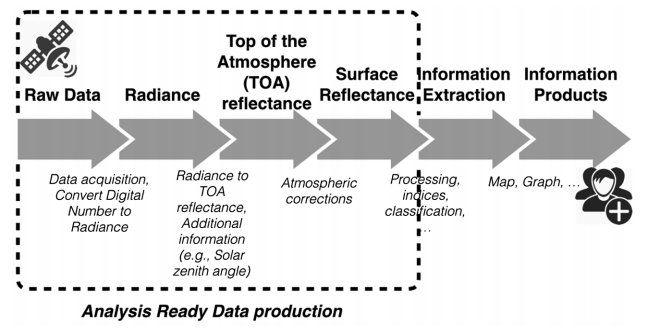 Raw Data
Radiance
Top of the
Atmosphere
(TOA)
reflectance
Surface
Reflectance
Information
Extraction
Information
Products
Data acquisition,
Convert Digital
Number to
Radiance
Radiance to
TOA
reflectance,
Additional
information
(e.g., Solar
zenith angle)
Atmospheric
corrections
Processing,
indices,
classification,
...
Map, Graph, ...
Analysis Ready Data production